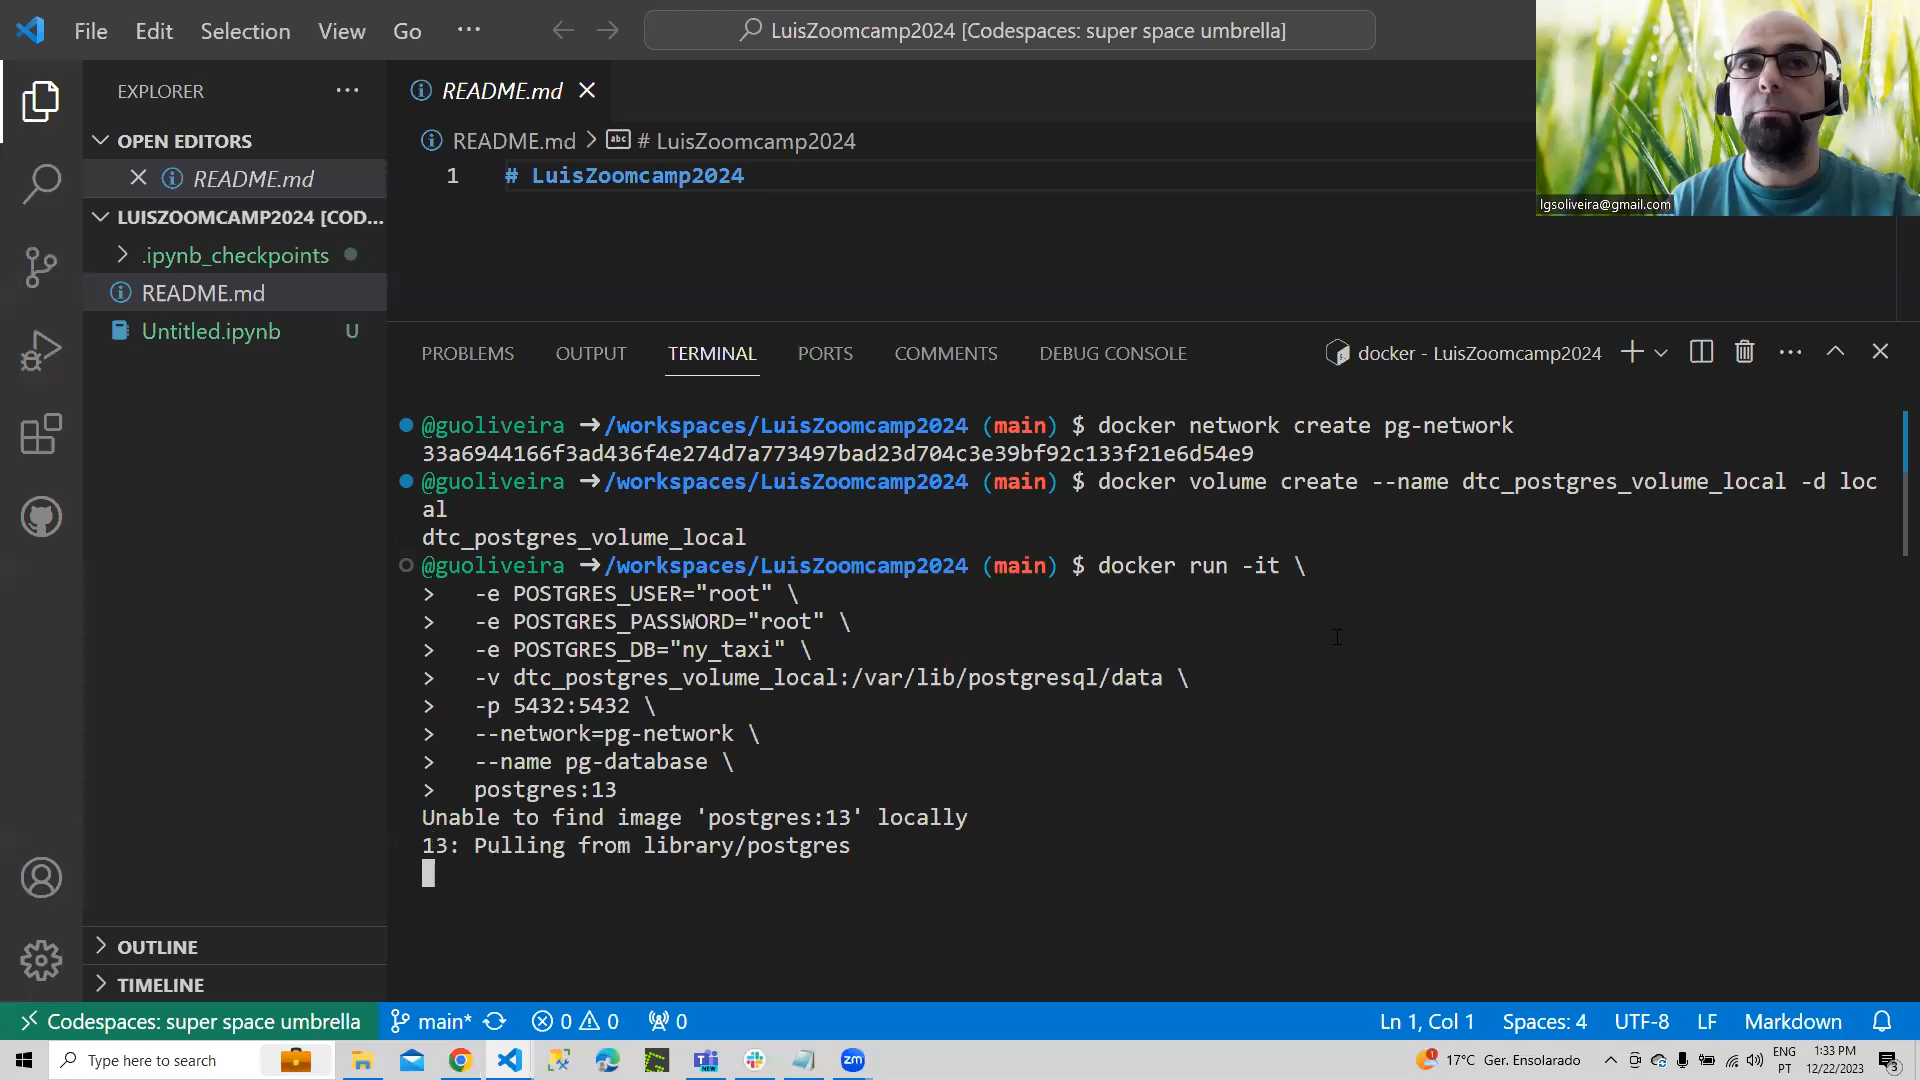 File Edit Selection View Go ···
LuisZoomcamp2024 [Codespaces: super space umbrella]
lgsoliveira@gmail.com
EXPLORER ···
OPEN EDITORS
README.md
LUISZOOMCAMP2024 [COD...
.ipynb_checkpoints
README.md
Untitled.ipynb U
OUTLINE
TIMELINE
README.md
README.md > abc # LuisZoomcamp2024
1 # LuisZoomcamp2024
PROBLEMS OUTPUT TERMINAL PORTS COMMENTS DEBUG CONSOLE
docker - LuisZoomcamp2024
@guoliveira ➜/workspaces/LuisZoomcamp2024 (main) $ docker network create pg-network
33a6944166f3ad436f4e274d7a773497bad23d704c3e39bf92c133f21e6d54e9
@guoliveira ➜/workspaces/LuisZoomcamp2024 (main) $ docker volume create --name dtc_postgres_volume_local -d loc
al
dtc_postgres_volume_local
@guoliveira ➜/workspaces/LuisZoomcamp2024 (main) $ docker run -it \
> -e POSTGRES_USER="root" \
> -e POSTGRES_PASSWORD="root" \
> -e POSTGRES_DB="ny_taxi" \
> -v dtc_postgres_volume_local:/var/lib/postgresql/data \
> -p 5432:5432 \
> --network=pg-network \
> --name pg-database \
> postgres:13
Unable to find image 'postgres:13' locally
13: Pulling from library/postgres
Codespaces: super space umbrella main* 0 0 0
Ln 1, Col 1 Spaces: 4 UTF-8 LF Markdown
Type here to search
NEW
zm
17°C Ger. Ensolarado
ENG
PT
1:33 PM
12/22/2023
3